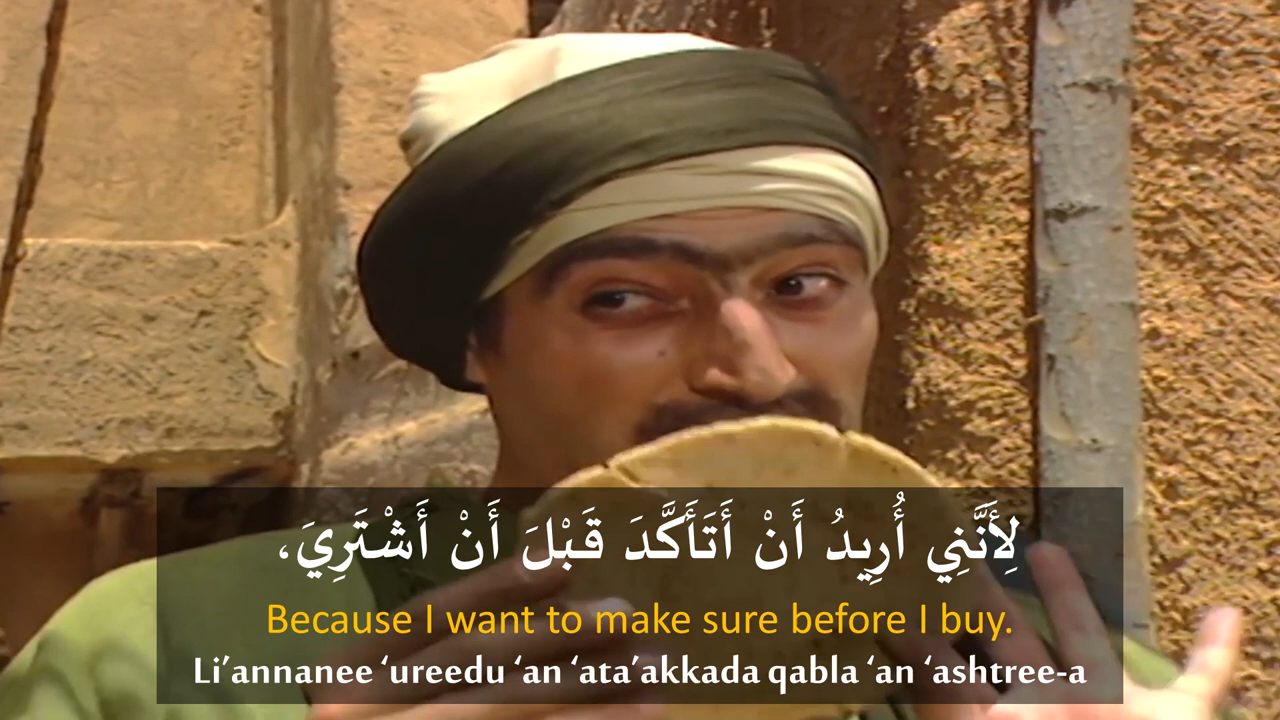 لِأَنَّنِي أُرِيدُ أَنْ أَتَأَكَّدَ قَبْلَ أَنْ أَشْتَرِيَ،
Because I want to make sure before I buy.
Li’annanee ‘ureedu ‘an ‘ata’akkada qabla ‘an ‘ashtree-a